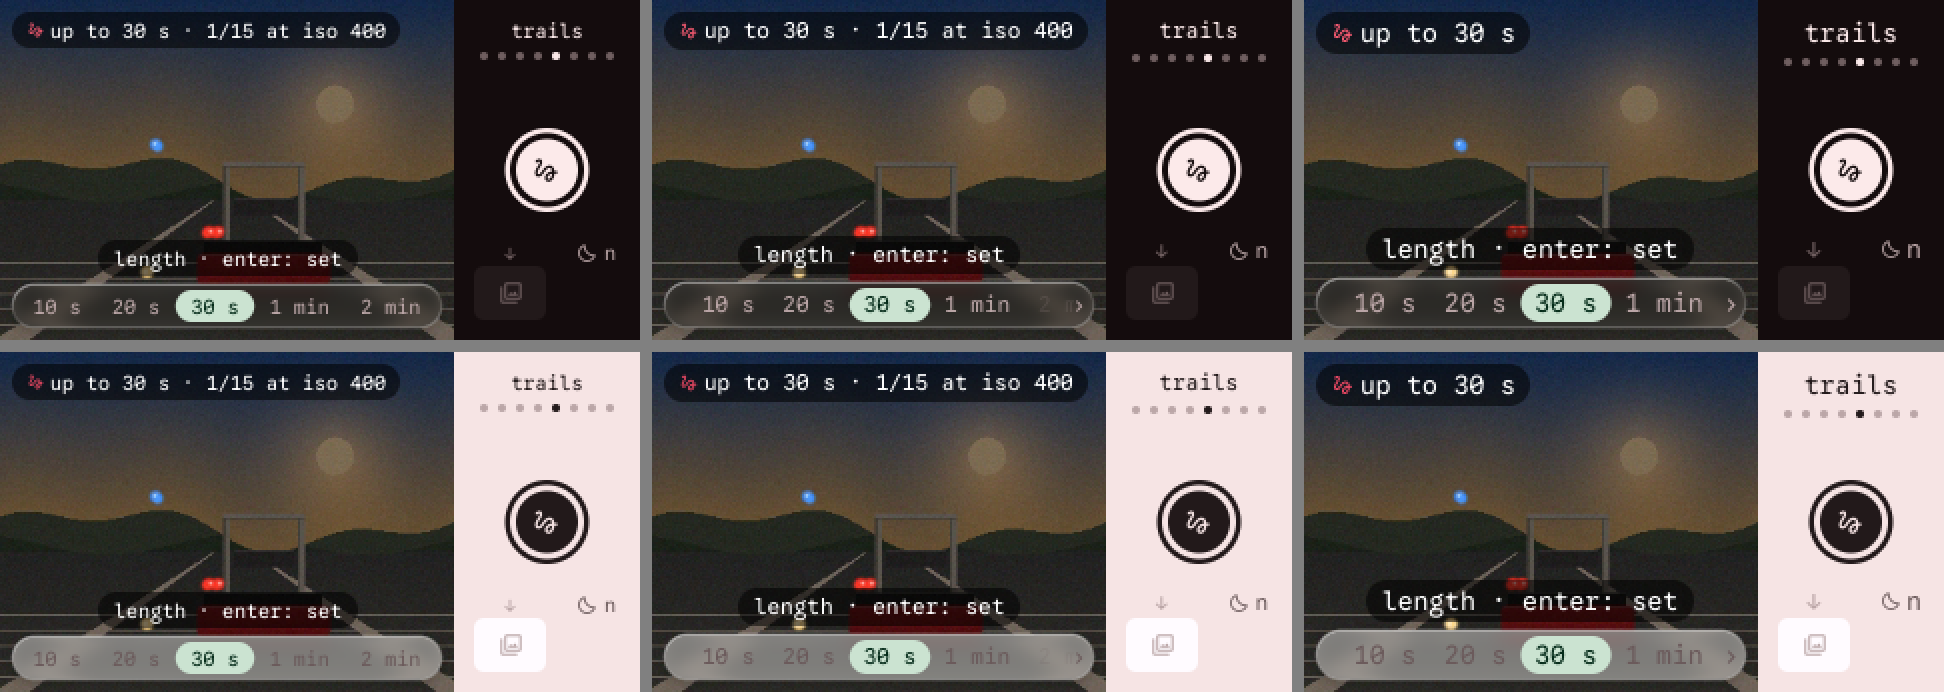 up to 30 s · 1/15 at iso 400
trails
n
length · enter: set
10 s 20 s 30 s 1 min 2 min
up to 30 s · 1/15 at iso 400
trails
n
length · enter: set
10 s 20 s 30 s 1 min 2 m ›
up to 30 s
trails
n
length · enter: set
10 s 20 s 30 s 1 min ›
up to 30 s · 1/15 at iso 400
trails
n
length · enter: set
10 s 20 s 30 s 1 min 2 min
up to 30 s · 1/15 at iso 400
trails
n
length · enter: set
10 s 20 s 30 s 1 min 2 m ›
up to 30 s
trails
n
length · enter: set
10 s 20 s 30 s 1 min ›